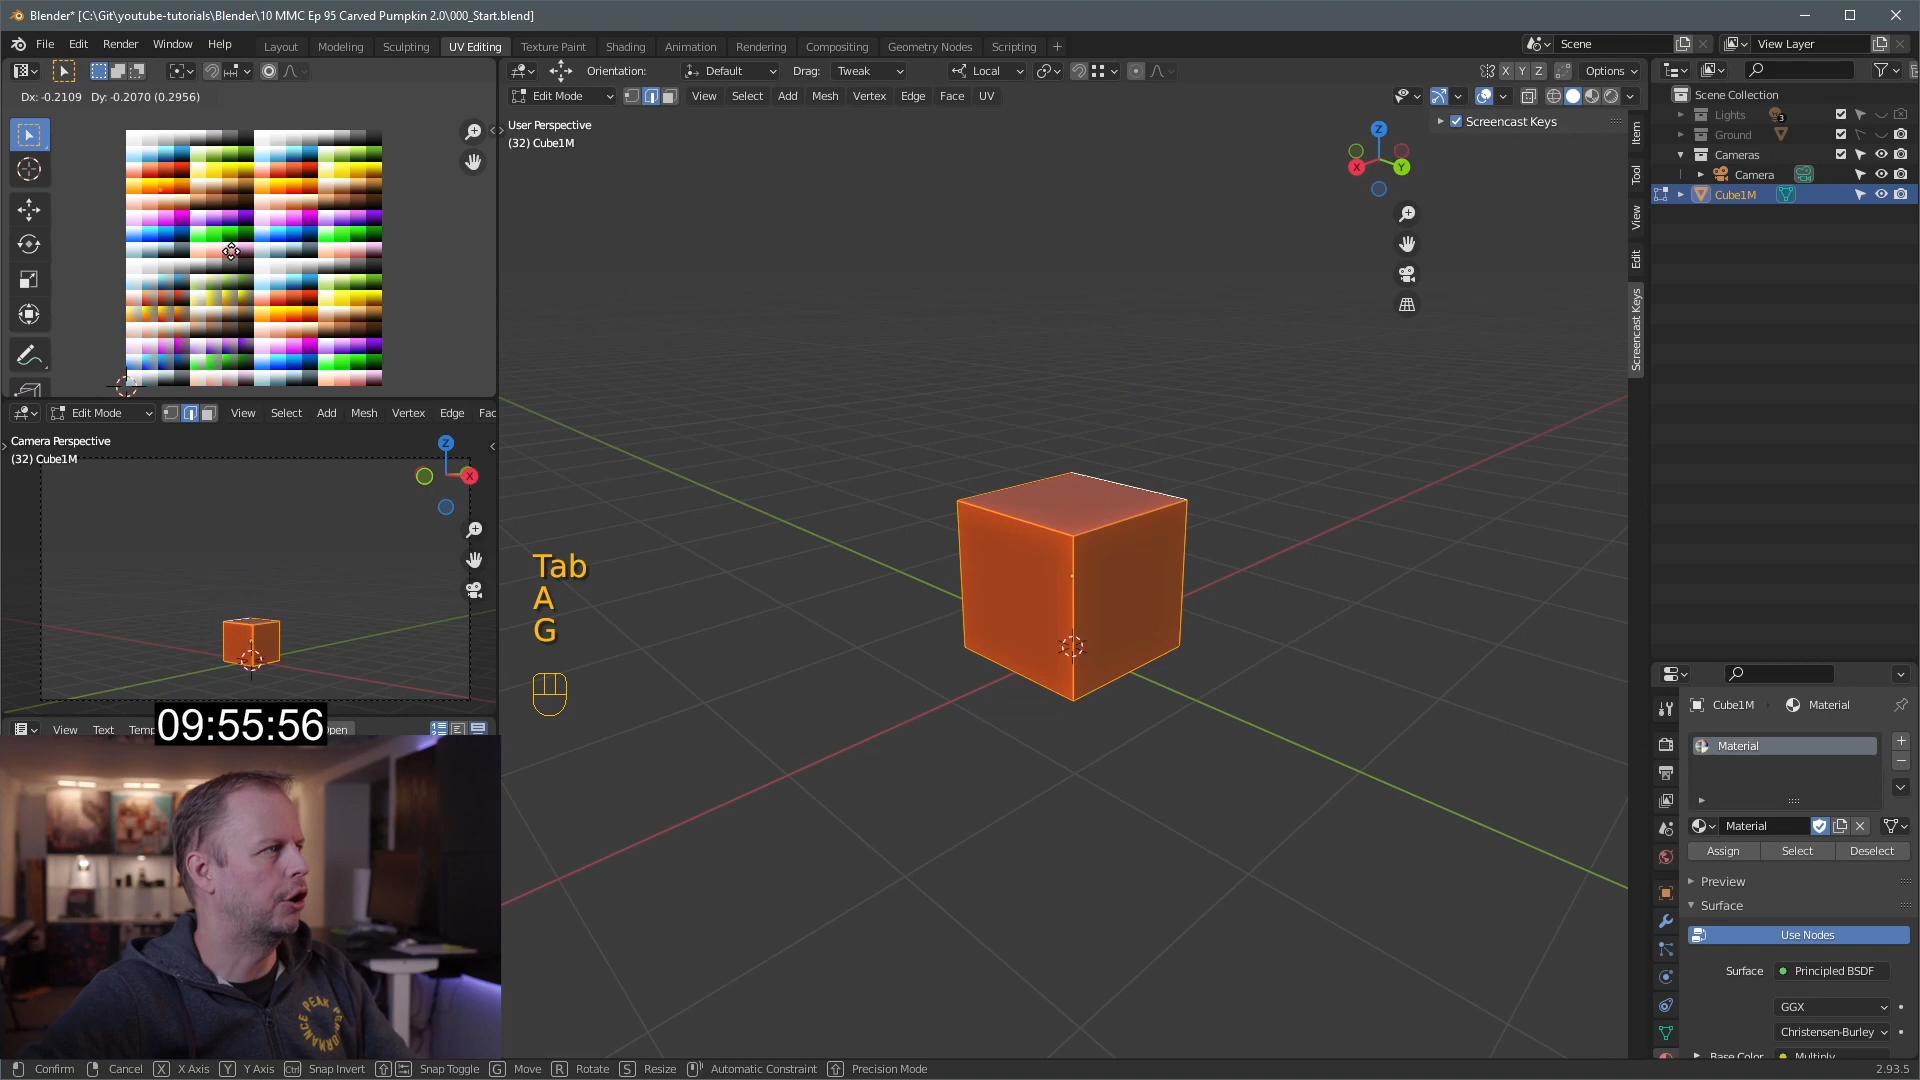 Blender* [C:\Git\youtube-tutorials\Blender\10 MMC Ep 95 Carved Pumpkin 2.0\000_Start.blend]
File Edit Render Window Help Layout Modeling Sculpting UV Editing Texture Paint Shading Animation Rendering Compositing Geometry Nodes Scripting + Scene View Layer
Orientation: Default Drag: Tweak Local X Y Z Options
Dx: -0.2109 Dy: -0.2070 (0.2956)
Edit Mode View Select Add Mesh Vertex Edge Face UV
User Perspective
(32) Cube1M
Screencast Keys
Z
X
Y
Item
Tool
View
Edit
Screencast Keys
Scene Collection
Lights 3
Ground
Cameras
Camera
Cube1M
Edit Mode View Select Add Mesh Vertex Edge Fac
Camera Perspective
(32) Cube1M
Z
X
Tab
A
G
09:55:56
View Text Temp pen
PEAK PERFORMANCE
Cube1M Material
Material
Material
Assign Select Deselect
Preview
Surface
Use Nodes
Surface Principled BSDF
GGX
Christensen-Burley
Base Color Multiply
Confirm Cancel X X Axis Y Y Axis Ctrl Snap Invert Snap Toggle G Move R Rotate S Resize Automatic Constraint Precision Mode 2.93.5